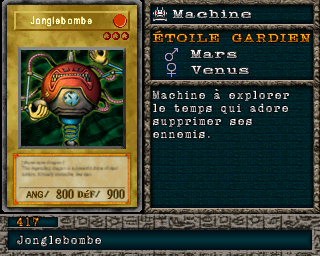 Jonglebombe
ANG/ 800 DÉF/ 900
Machine
ÉTOILE GARDIEN
Mars
Venus
Machine à explorer
le temps qui adore
supprimer ses
ennemis.
417
Jonglebombe